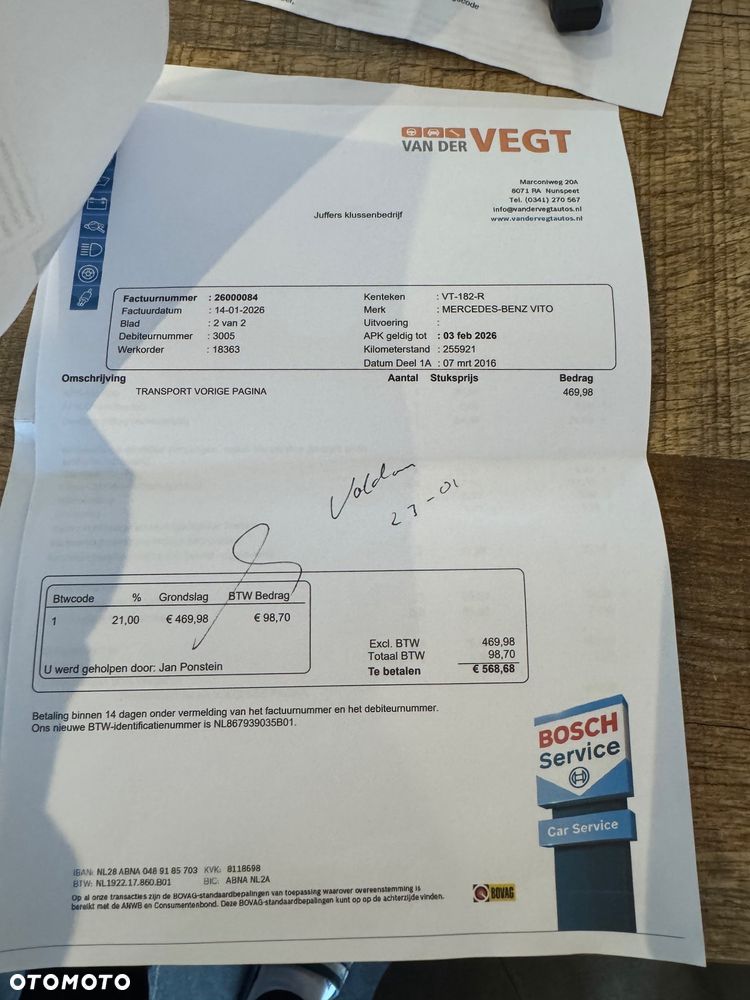 VAN DER VEGT
Marconiweg 20A
8071 RA Nunspeet
Tel. (0341) 270 567
info@vandervegtautos.nl
www.vandervegtautos.nl
Juffers klussenbedrijf
Factuurnummer : 26000084 Kenteken : VT-182-R
Factuurdatum : 14-01-2026 Merk : MERCEDES-BENZ VITO
Blad : 2 van 2 Uitvoering :
Debiteurnummer : 3005 APK geldig tot : 03 feb 2026
Werkorder : 18363 Kilometerstand : 255921
Datum Deel 1A : 07 mrt 2016
Omschrijving Aantal Stuksprijs Bedrag
TRANSPORT VORIGE PAGINA 469,98
Voldaan
23-01
Btwcode % Grondslag BTW Bedrag
1 21,00 € 469,98 € 98,70
Excl. BTW 469,98
Totaal BTW 98,70
Te betalen € 568,68
U werd geholpen door: Jan Ponstein
Betaling binnen 14 dagen onder vermelding van het factuurnummer en het debiteurnummer.
Ons nieuwe BTW-identificatienummer is NL867939035B01.
BOSCH
Service
Car Service
IBAN: NL28 ABNA 048 91 85 703 KVK: 8118698
BTW: NL1922.17.860.B01 BIC: ABNA NL2A
Op al onze transacties zijn de BOVAG-standaardbepalingen van toepassing waarover overeenstemming is
bereikt met de ANWB en Consumentenbond. Deze BOVAG-standaardbepalingen kunt op op de achterzijde vinden.
BOVAG
OTOMOTO